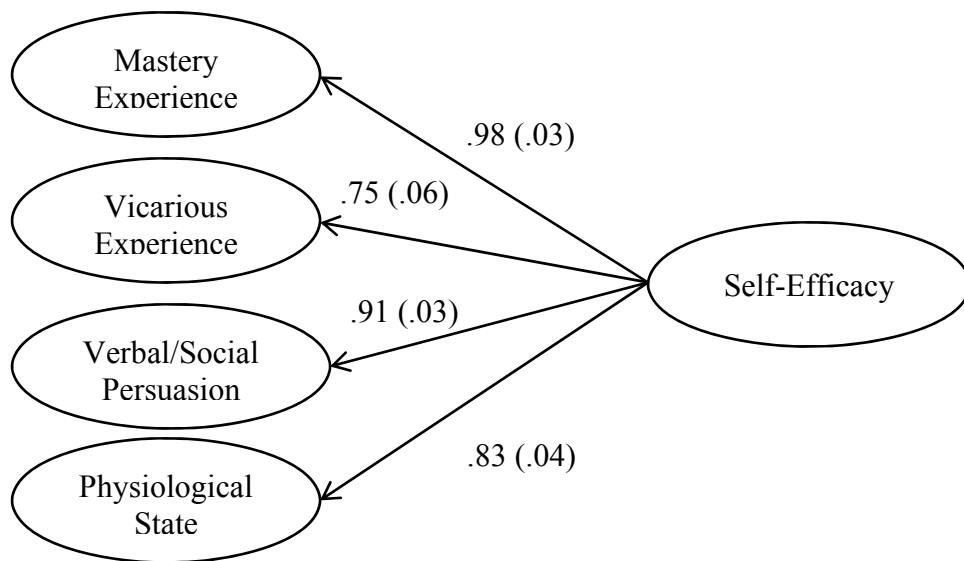 Mastery
Experience
.98 (.03)
.75 (.06)
Vicarious
Experience
Self-Efficacy
.91 (.03)
Verbal/Social
Persuasion
.83 (.04)
Physiological
State